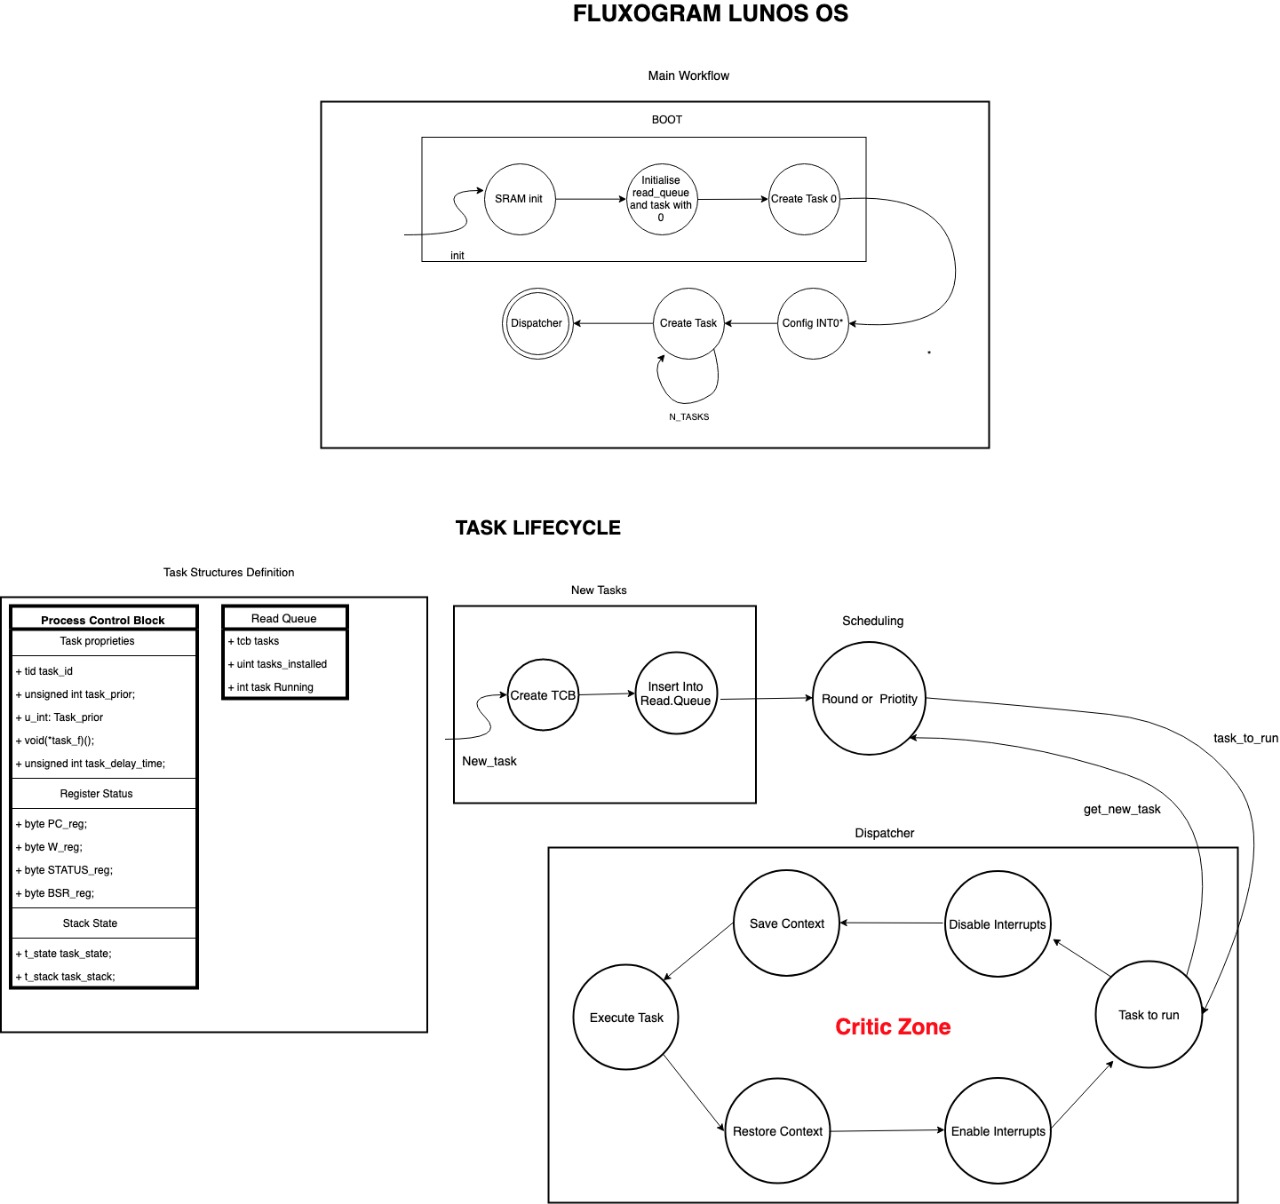 FLUXOGRAM LUNOS OS
Main Workflow
BOOT
SRAM init
Initialise
read_queue
and task with
0
Create Task 0
init
Dispatcher
Create Task
Config INT0*
*
N_TASKS
TASK LIFECYCLE
Task Structures Definition
Process Control Block
Task proprieties
+ tid task_id
+ unsigned int task_prior;
+ u_int: Task_prior
+ void(*task_f)();
+ unsigned int task_delay_time;
Register Status
+ byte PC_reg;
+ byte W_reg;
+ byte STATUS_reg;
+ byte BSR_reg;
Stack State
+ t_state task_state;
+ t_stack task_stack;
Read Queue
+ tcb tasks
+ uint tasks_installed
+ int task Running
New Tasks
Create TCB
Insert Into
Read.Queue
New_task
Scheduling
Round or Priotity
task_to_run
get_new_task
Dispatcher
Save Context
Disable Interrupts
Execute Task
Critic Zone
Task to run
Restore Context
Enable Interrupts